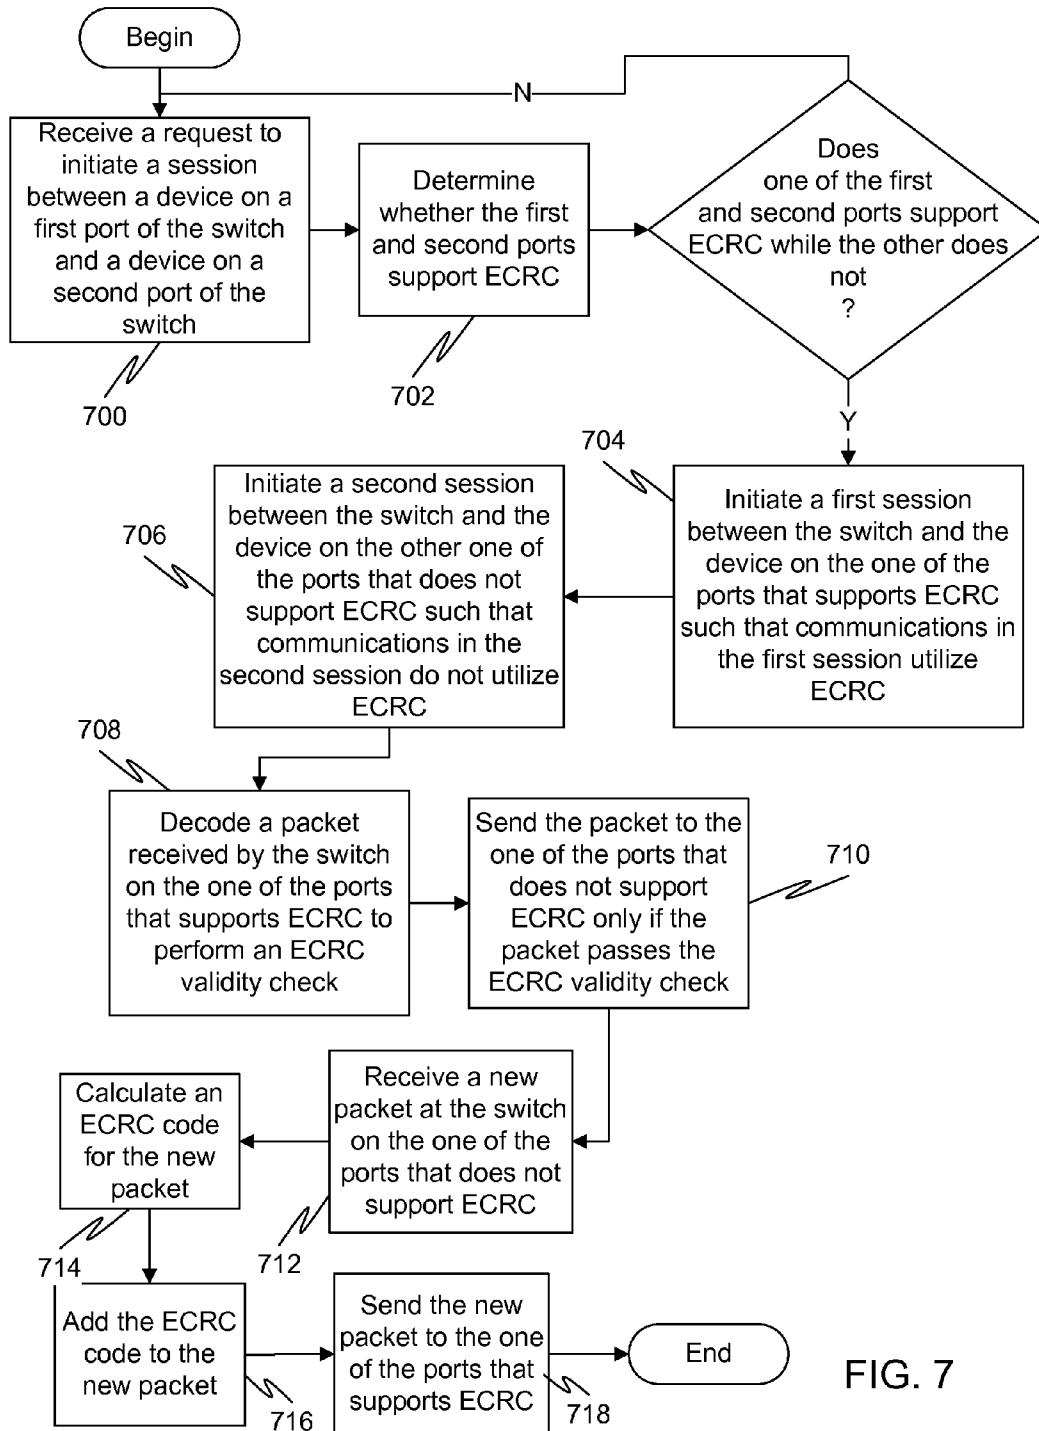 Begin
N
Receive a request to
initiate a session
between a device on a
first port of the switch
and a device on a
second port of the
switch
700
Determine
whether the first
and second ports
support ECRC
702
Does
one of the first
and second ports support
ECRC while the other does
not
?
Y
704
Initiate a first session
between the switch and the
device on the one of the
ports that supports ECRC
such that communications in
the first session utilize
ECRC
706
Initiate a second session
between the switch and the
device on the other one of
the ports that does not
support ECRC such that
communications in the
second session do not utilize
ECRC
708
Decode a packet
received by the switch
on the one of the ports
that supports ECRC to
perform an ECRC
validity check
Send the packet to the
one of the ports that
does not support
ECRC only if the
packet passes the
ECRC validity check
710
Receive a new
packet at the switch
on the one of the
ports that does not
support ECRC
712
Calculate an
ECRC code
for the new
packet
714
Add the ECRC
code to the
new packet
716
Send the new
packet to the one
of the ports that
supports ECRC
718
End
FIG. 7